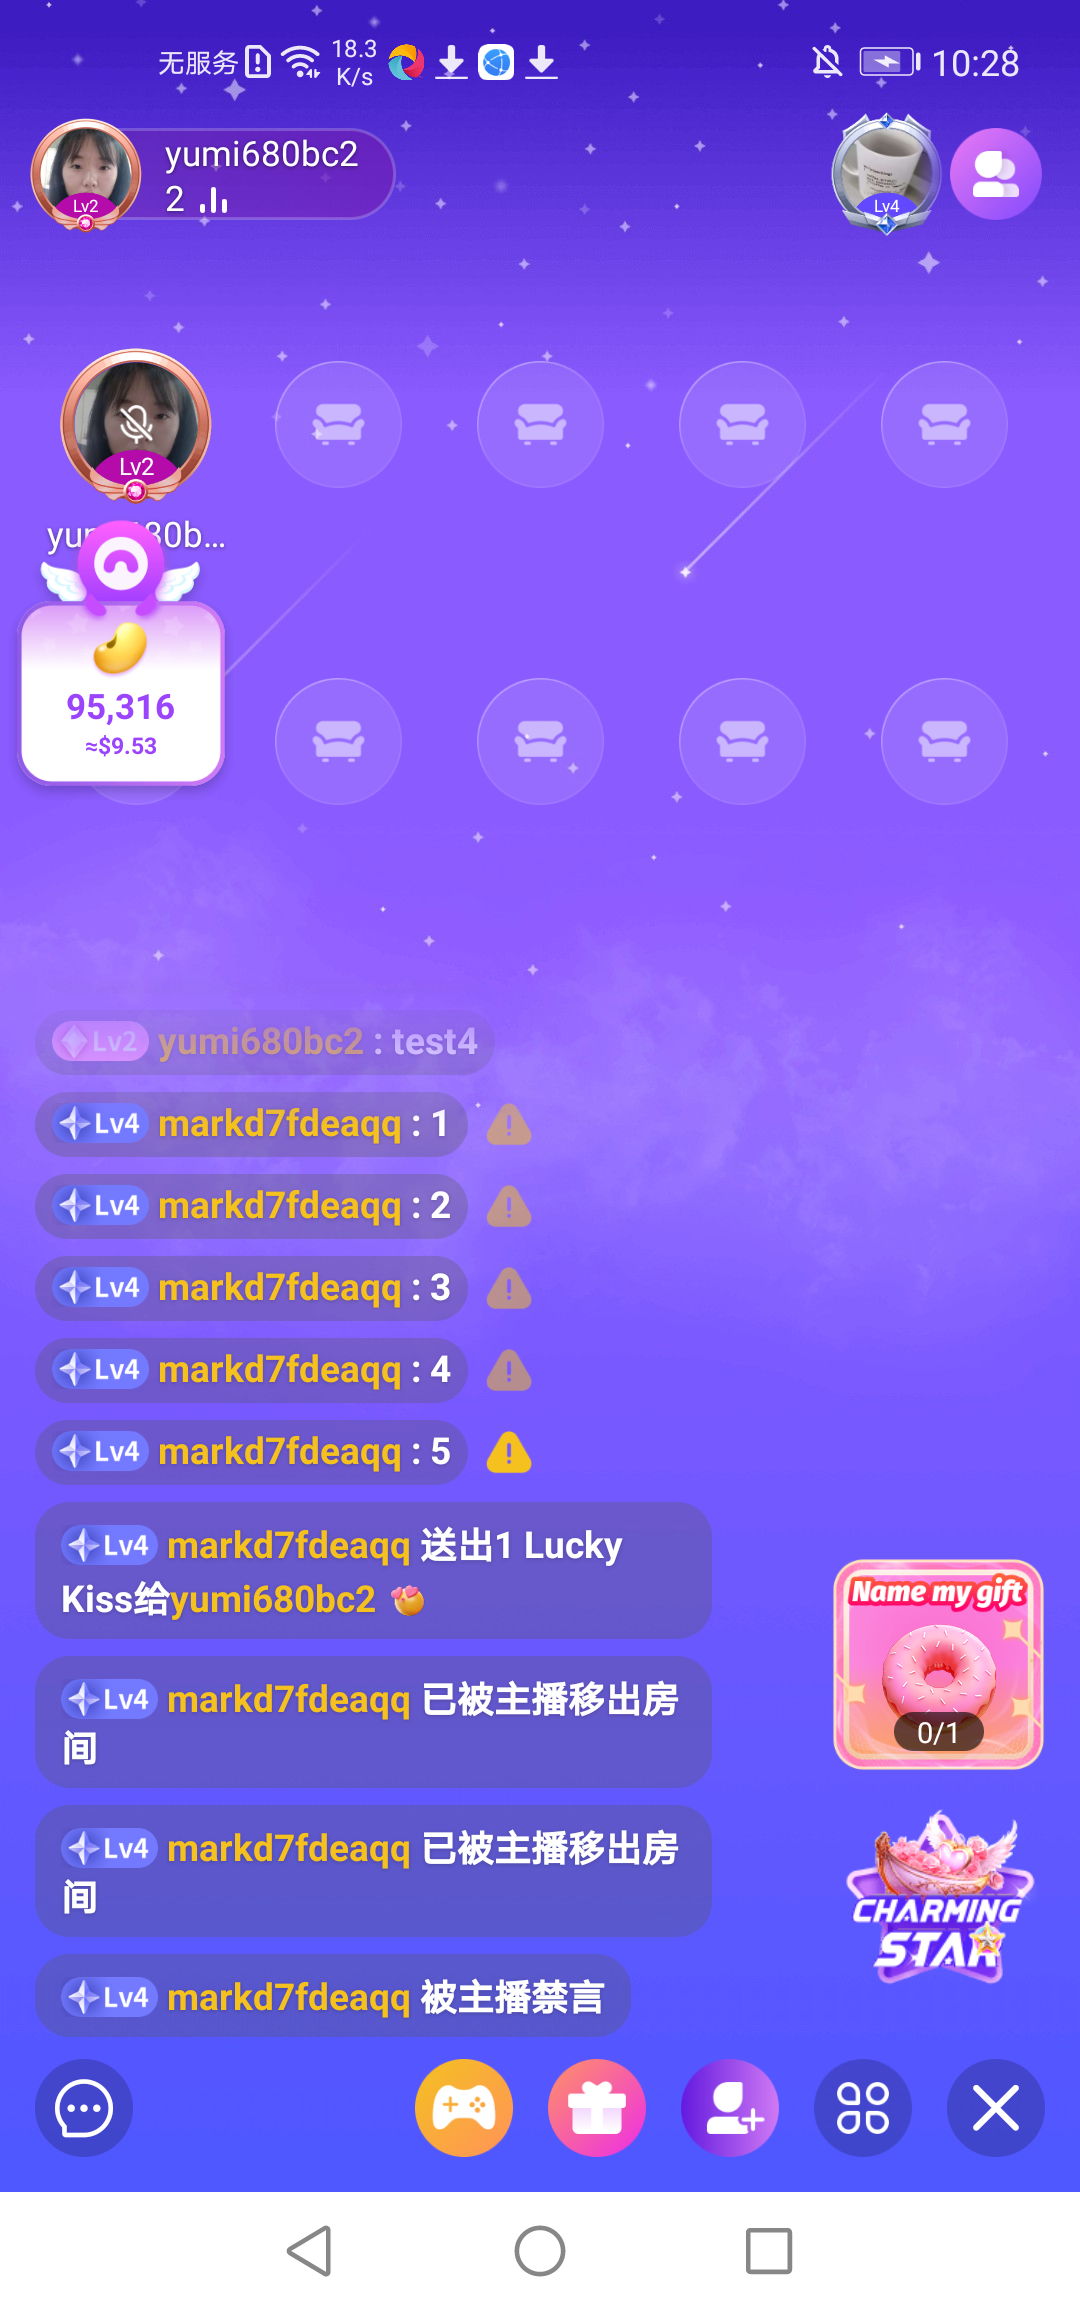 无服务
18.3
K/s
10:28
yumi680bc2
2
Lv2
Lv4
Lv2
95,316
≈$9.53
Lv2 yumi680bc2 : test4
Lv4 markd7fdeaqq : 1
Lv4 markd7fdeaqq : 2
Lv4 markd7fdeaqq : 3
Lv4 markd7fdeaqq : 4
Lv4 markd7fdeaqq : 5
Lv4 markd7fdeaqq 送出1 Lucky
Kiss给yumi680bc2
Lv4 markd7fdeaqq 已被主播移出房
间
Lv4 markd7fdeaqq 已被主播移出房
间
Lv4 markd7fdeaqq 被主播禁言
Name my gift
0/1
CHARMING
STAR